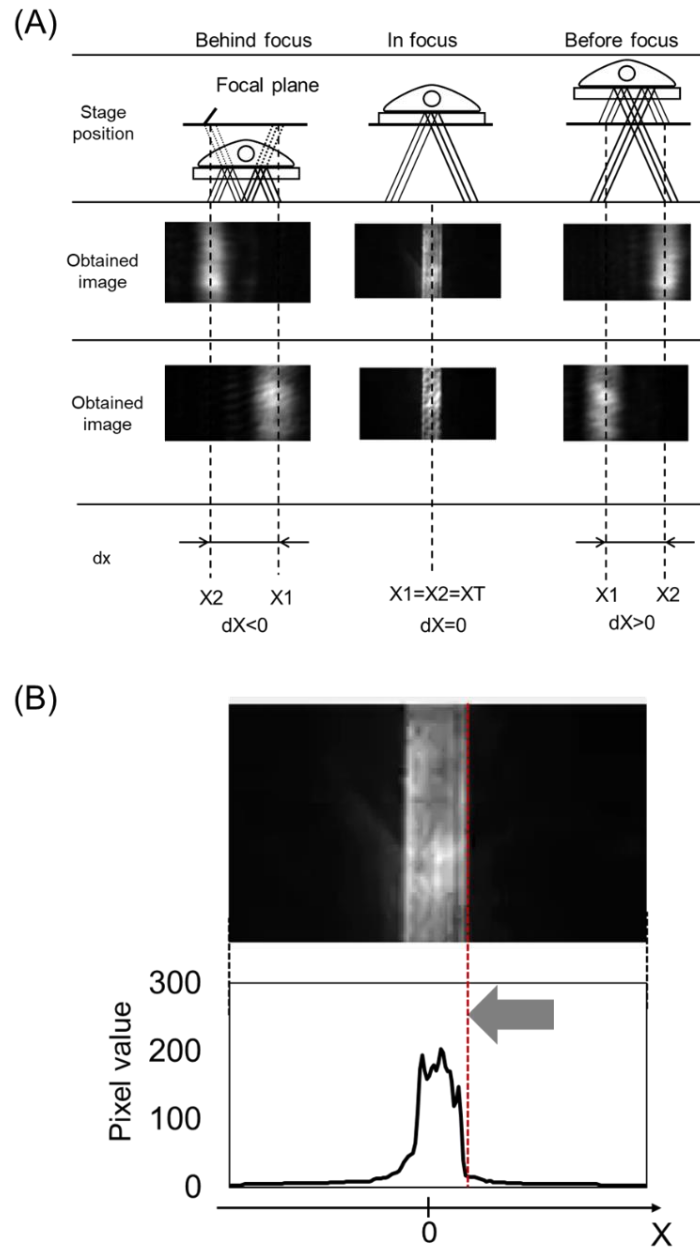 (A)
Behind focus
In focus
Before focus
Focal plane
Stage
position
Obtained
image
Obtained
image
dx
X2
X1
X1=X2=XT
X1
X2
dX<0
dX=0
dX>0
(B)
300
200
100
0
Pixel value
0
X